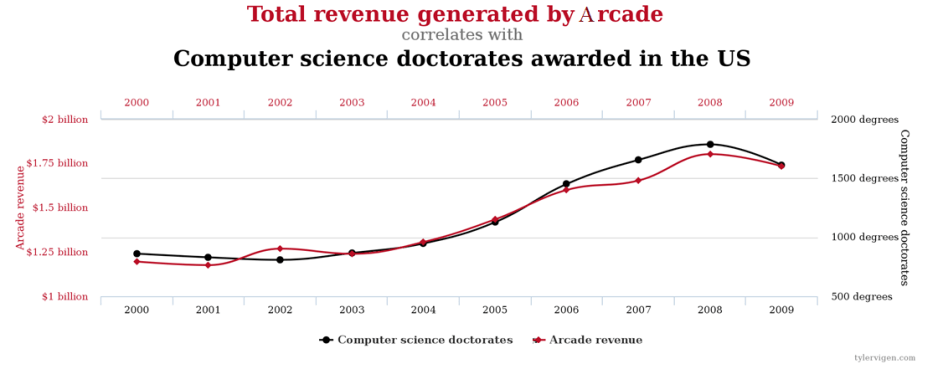 Total revenue generated by Arcade
correlates with
Computer science doctorates awarded in the US
2000 2001 2002 2003 2004 2005 2006 2007 2008 2009
$2 billion
$1.75 billion
$1.5 billion
$1.25 billion
$1 billion
Arcade revenue
2000 degrees
1500 degrees
1000 degrees
500 degrees
Computer science doctorates
2000 2001 2002 2003 2004 2005 2006 2007 2008 2009
Computer science doctorates Arcade revenue
tylervigen.com